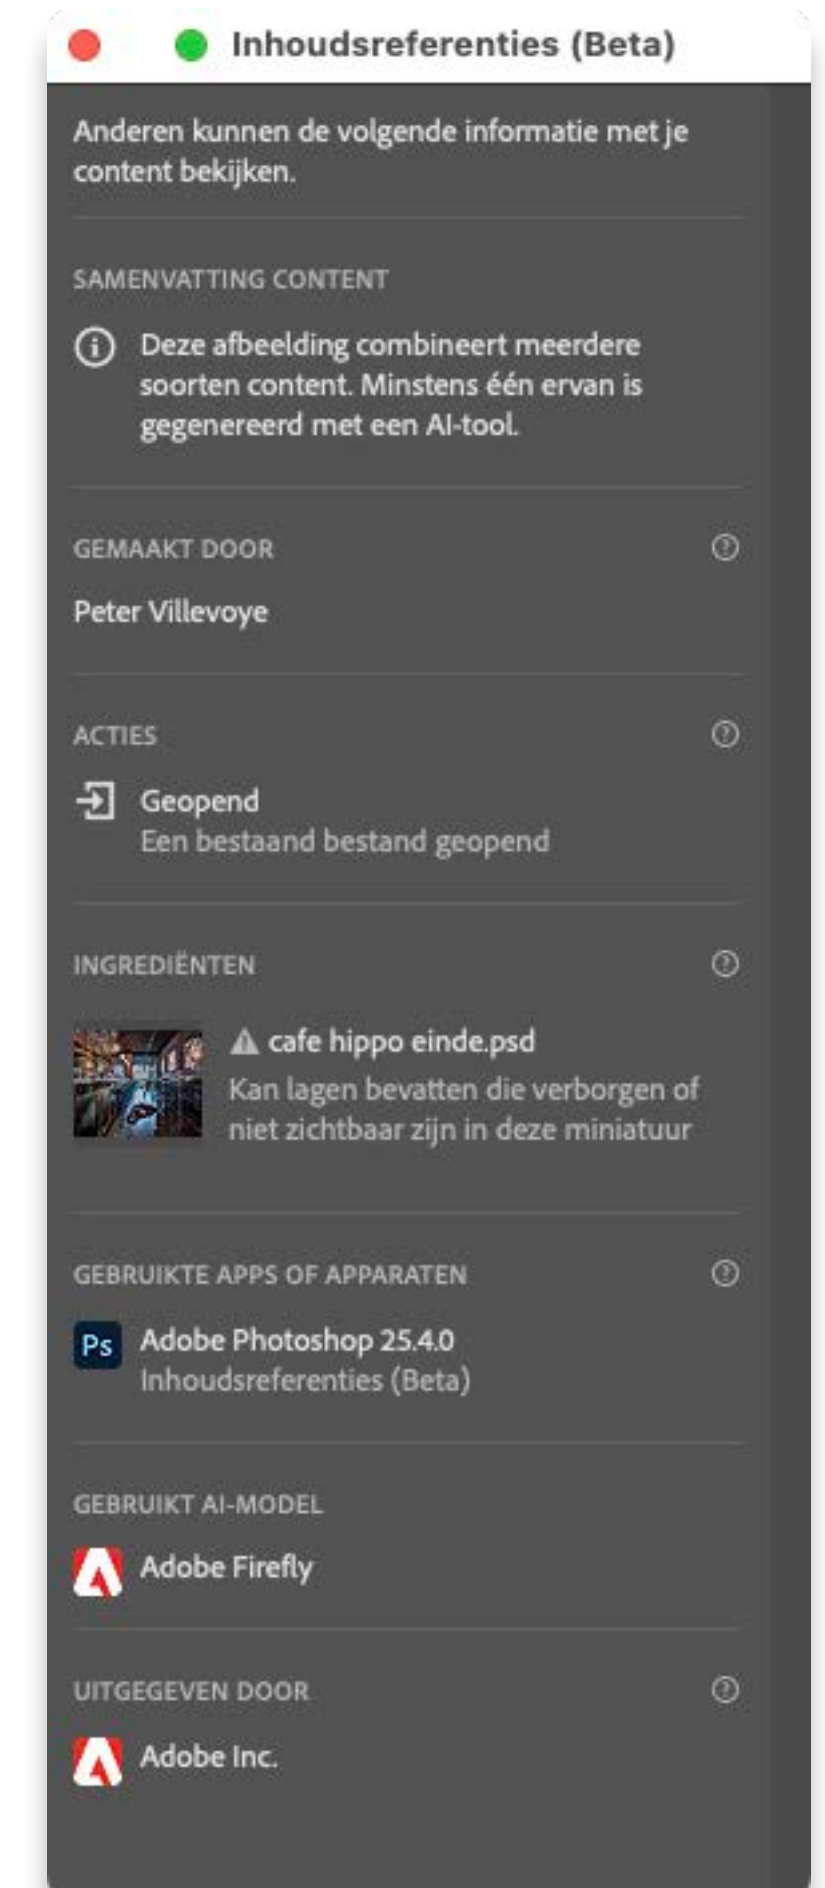 Inhoudsreferenties (Beta)
Anderen kunnen de volgende informatie met je
content bekijken.
SAMENVATTING CONTENT
Deze afbeelding combineert meerdere
soorten content. Minstens één ervan is
gegenereerd met een AI-tool.
GEMAAKT DOOR
Peter Villevoye
ACTIES
Geopend
Een bestaand bestand geopend
INGREDIËNTEN
cafe hippo einde.psd
Kan lagen bevatten die verborgen of
niet zichtbaar zijn in deze miniatuur
GEBRUIKTE APPS OF APPARATEN
Ps Adobe Photoshop 25.4.0
Inhoudsreferenties (Beta)
GEBRUIKT AI-MODEL
Adobe Firefly
UITGEGEVEN DOOR
Adobe Inc.